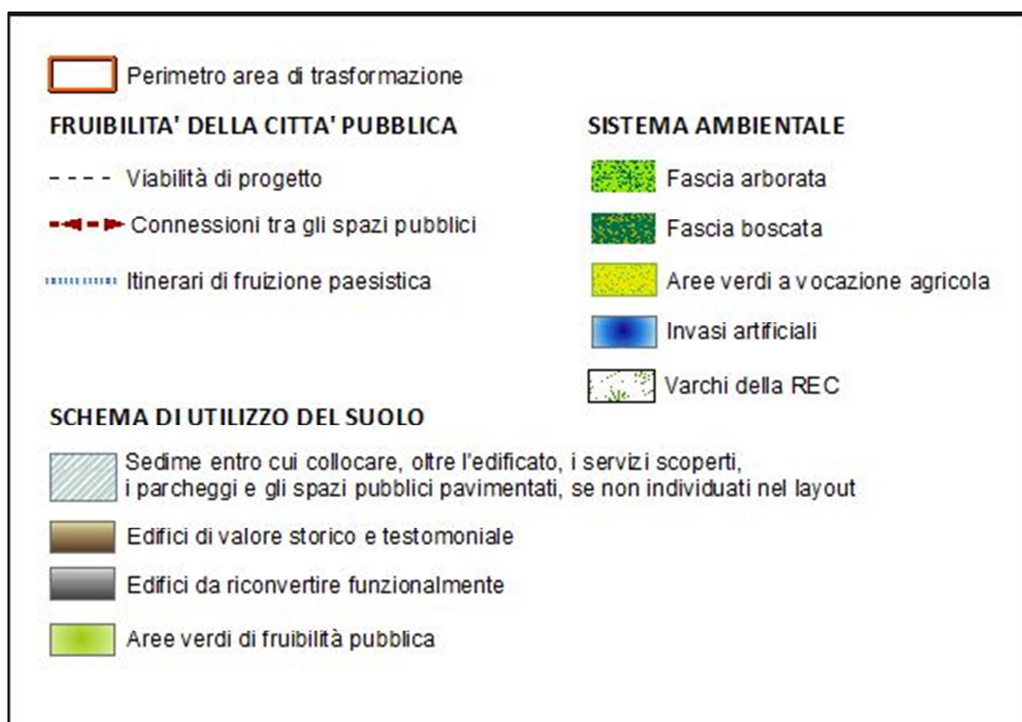 Perimetro area di trasformazione
FRUIBILITA' DELLA CITTA' PUBBLICA
Viabilità di progetto
Connessioni tra gli spazi pubblici
Itinerari di fruizione paesistica
SISTEMA AMBIENTALE
Fascia arborata
Fascia boscata
Aree verdi a vocazione agricola
Invasi artificiali
Varchi della REC
SCHEMA DI UTILIZZO DEL SUOLO
Sedime entro cui collocare, oltre l'edificato, i servizi scoperti,
i parcheggi e gli spazi pubblici pavimentati, se non individuati nel layout
Edifici di valore storico e testomoniale
Edifici da riconvertire funzionalmente
Aree verdi di fruibilità pubblica